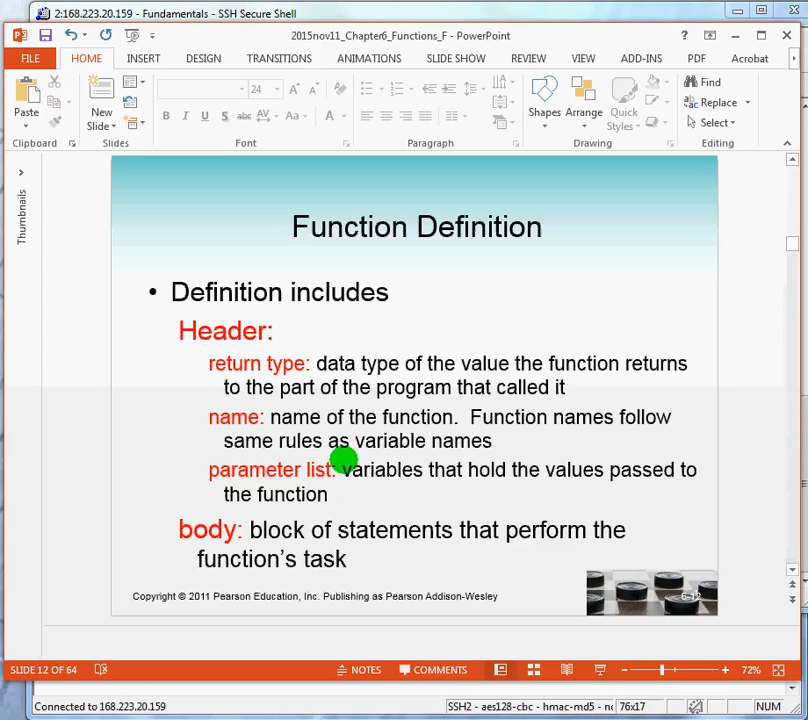 2:168.223.20.159 - Fundamentals - SSH Secure Shell
2015nov11_Chapter6_Functions_F - PowerPoint
FILE HOME INSERT DESIGN TRANSITIONS ANIMATIONS SLIDE SHOW REVIEW VIEW ADD-INS PDF Acrobat
Paste
New
Slide
24
B I U S abc AV Aa A
Shapes Arrange Quick
Styles
Find
Replace
Select
Clipboard Slides Font Paragraph Drawing Editing
Thumbnails
Function Definition
• Definition includes
Header:
return type: data type of the value the function returns
to the part of the program that called it
name: name of the function. Function names follow
same rules as variable names
parameter list: variables that hold the values passed to
the function
body: block of statements that perform the
function's task
Copyright © 2011 Pearson Education, Inc. Publishing as Pearson Addison-Wesley
6-12
SLIDE 12 OF 64 NOTES COMMENTS 72%
Connected to 168.223.20.159 SSH2 - aes128-cbc - hmac-md5 - nc 76x17 NUM